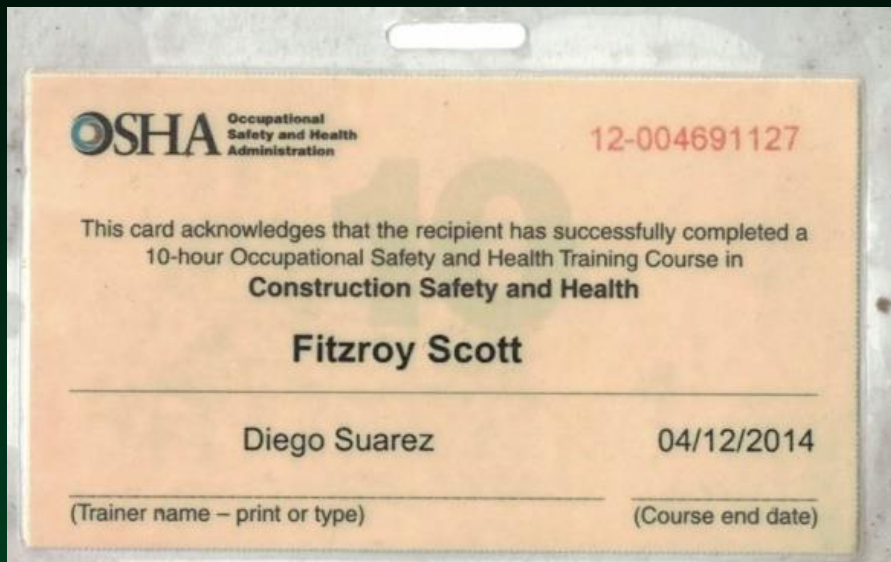 OSHA Occupational
Safety and Health
Administration
12-004691127
10
This card acknowledges that the recipient has successfully completed a
10-hour Occupational Safety and Health Training Course in
Construction Safety and Health
Fitzroy Scott
Diego Suarez 04/12/2014
(Trainer name – print or type) (Course end date)